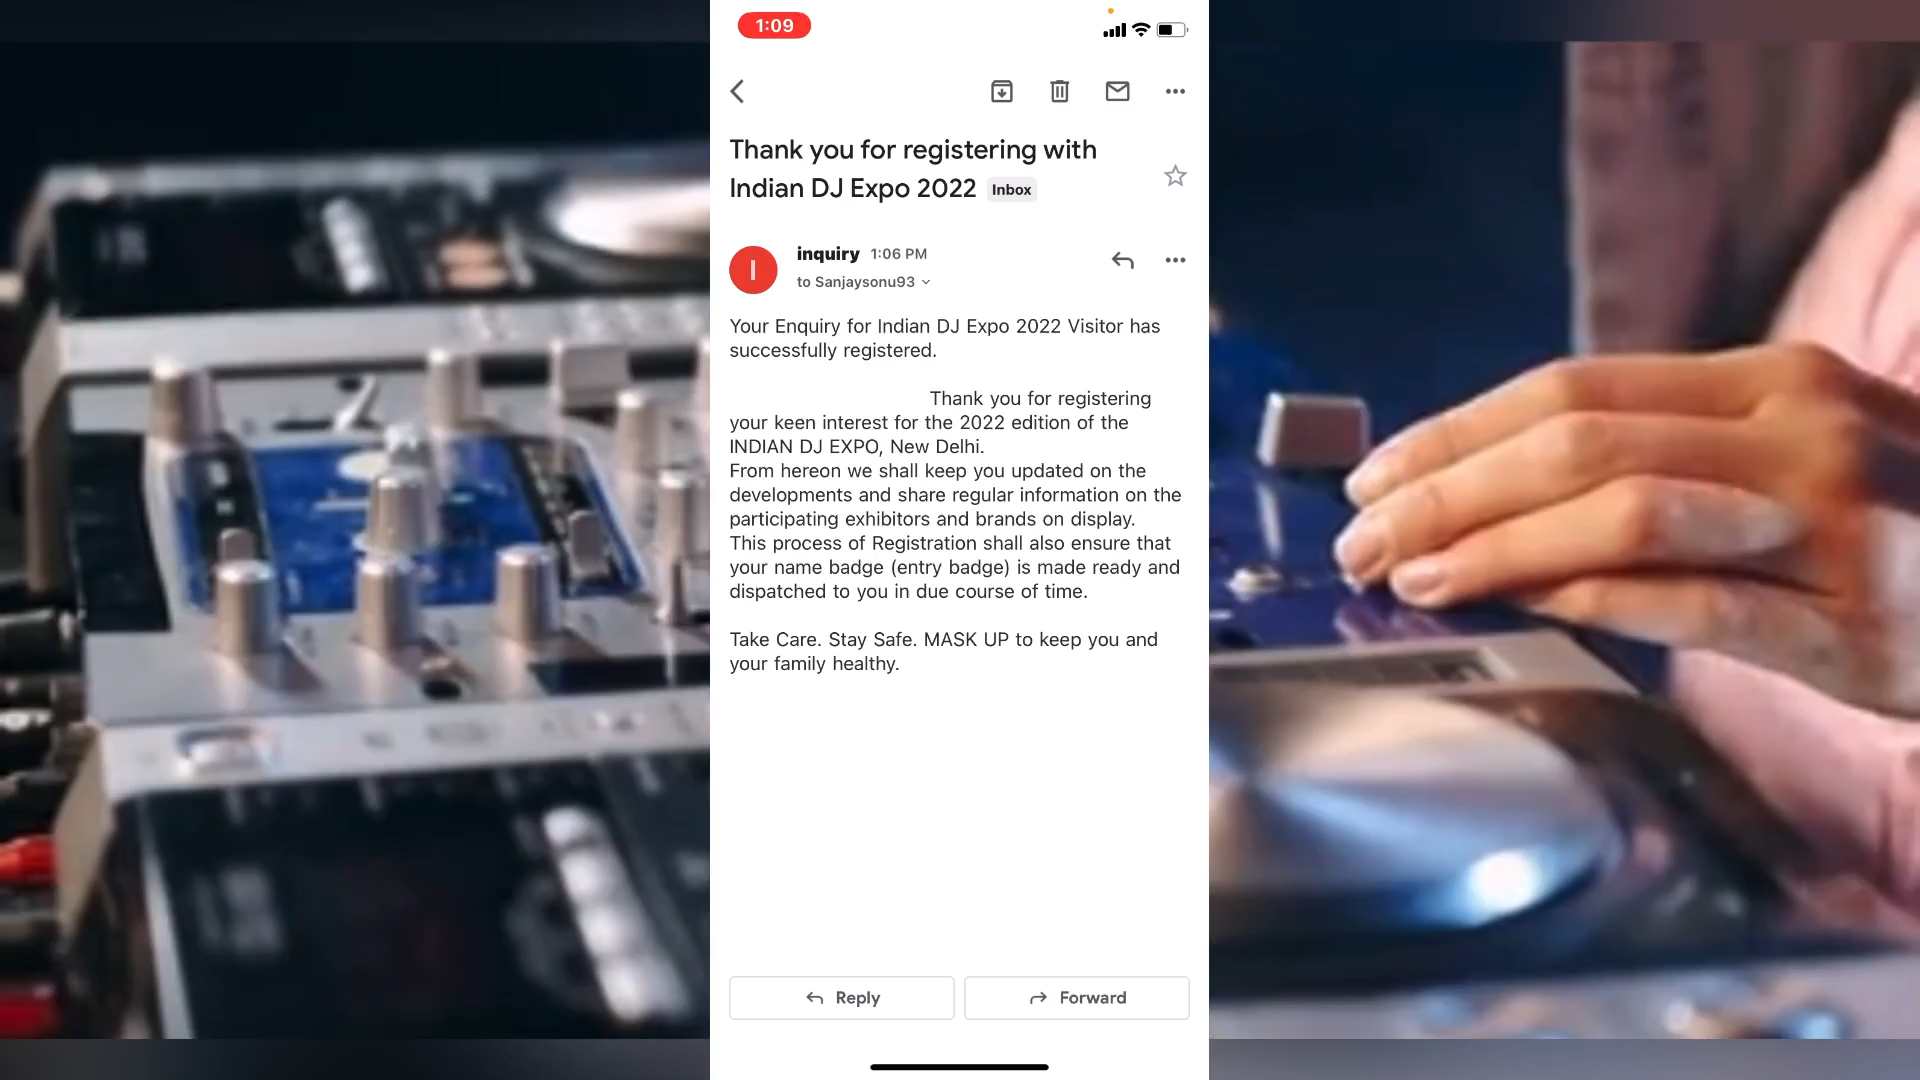 1:09
Thank you for registering with
Indian DJ Expo 2022 Inbox
I
inquiry 1:06 PM
to Sanjaysonu93
Your Enquiry for Indian DJ Expo 2022 Visitor has
successfully registered.
Thank you for registering
your keen interest for the 2022 edition of the
INDIAN DJ EXPO, New Delhi.
From hereon we shall keep you updated on the
developments and share regular information on the
participating exhibitors and brands on display.
This process of Registration shall also ensure that
your name badge (entry badge) is made ready and
dispatched to you in due course of time.
Take Care. Stay Safe. MASK UP to keep you and
your family healthy.
Reply
Forward